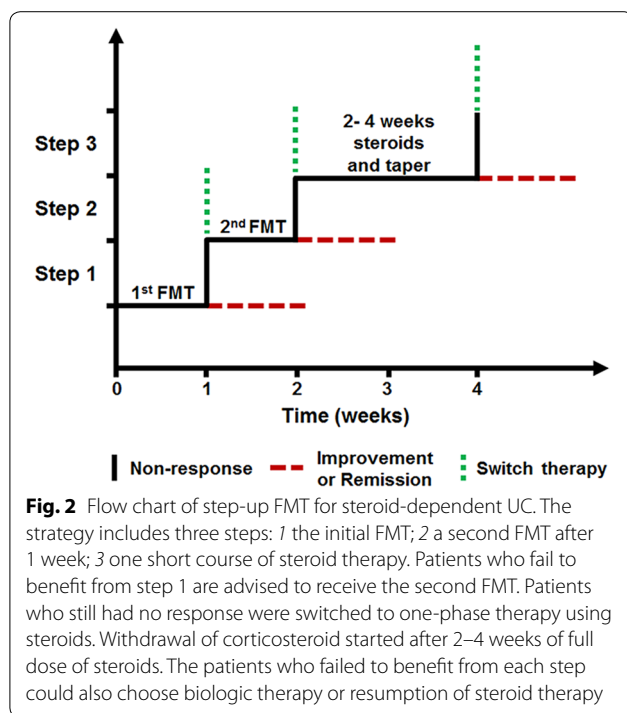 2- 4 weeks
steroids
and taper
Step 3
Step 2
2nd FMT
Step 1
1st FMT
0 1 2 3 4
Time (weeks)
Non-response Improvement or Remission Switch therapy
Fig. 2 Flow chart of step-up FMT for steroid-dependent UC. The
strategy includes three steps: 1 the initial FMT; 2 a second FMT after
1 week; 3 one short course of steroid therapy. Patients who fail to
benefit from step 1 are advised to receive the second FMT. Patients
who still had no response were switched to one-phase therapy using
steroids. Withdrawal of corticosteroid started after 2–4 weeks of full
dose of steroids. The patients who failed to benefit from each step
could also choose biologic therapy or resumption of steroid therapy